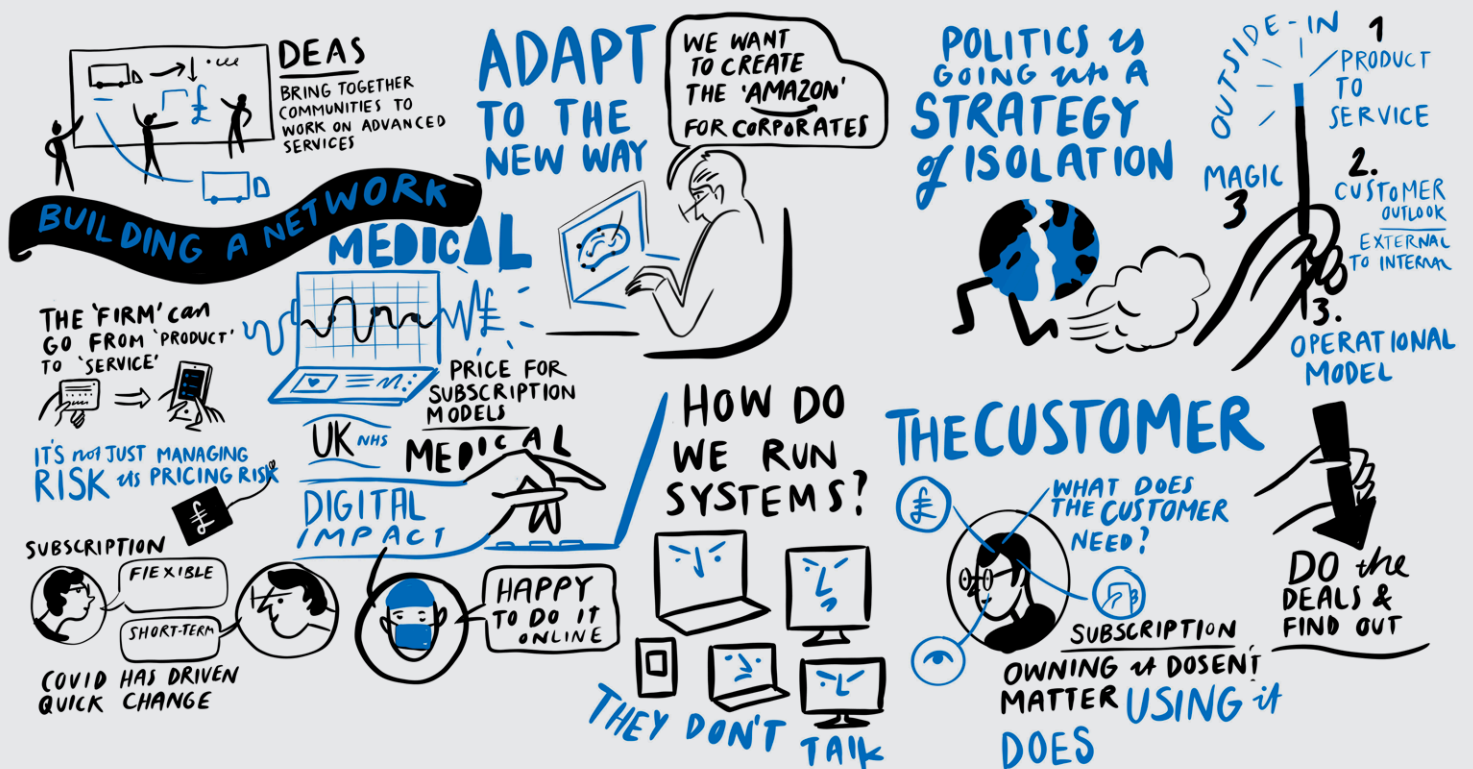 DEAS
BRING TOGETHER
COMMUNITIES TO
WORK ON ADVANCED
SERVICES
£
BUILDING A NETWORK
ADAPT
TO THE
NEW WAY
WE WANT
TO CREATE
THE 'AMAZON'
FOR CORPORATES
MEDICAL
£
PRICE FOR
SUBSCRIPTION
MODELS
MEDICAL
THE 'FIRM' can
GO FROM 'PRODUCT'
TO 'SERVICE'
IT'S not JUST MANAGING
RISK its PRICING RISK
£
UK NHS
DIGITAL
IMPACT
SUBSCRIPTION
FlEXIBLE
SHORT-TERM
COVID HAS DRIVEN
QUICK CHANGE
HAPPY
TO DO IT
ONLINE
HOW DO
WE RUN
SYSTEMS?
THEY DON'T TAlK
POLITICS is
GOING into A
STRATEGY
of ISOLATION
OUTSIDE-IN
MAGIC
3
1
PRODUCT
TO
SERVICE
2.
CUSTOMER
OUTLOOK
EXTERNAL
TO INTERNAL
3.
OPERATIONAL
MODEL
THE CUSTOMER
£
WHAT DOES
THE CUSTOMER
NEED?
SUBSCRIPTION
OWNING it DOSEN'T
MATTER USING it
DOES
DO the
DEALS &
FIND OUT